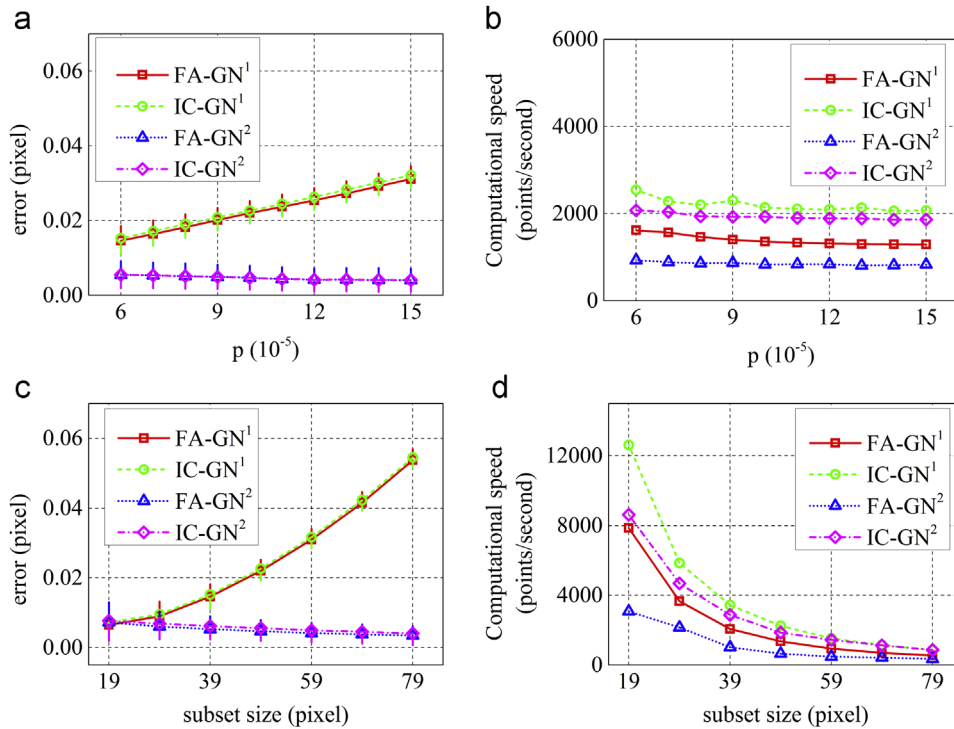 a
error (pixel)
0.06
0.04
0.02
0.00
FA-GN¹
IC-GN¹
FA-GN²
IC-GN²
6 9 12 15
p (10⁻⁵)
b
Computational speed
(points/second)
6000
4000
2000
0
FA-GN¹
IC-GN¹
FA-GN²
IC-GN²
6 9 12 15
p (10⁻⁵)
c
error (pixel)
0.06
0.04
0.02
0.00
FA-GN¹
IC-GN¹
FA-GN²
IC-GN²
19 39 59 79
subset size (pixel)
d
Computational speed
(points/second)
12000
8000
4000
0
FA-GN¹
IC-GN¹
FA-GN²
IC-GN²
19 39 59 79
subset size (pixel)